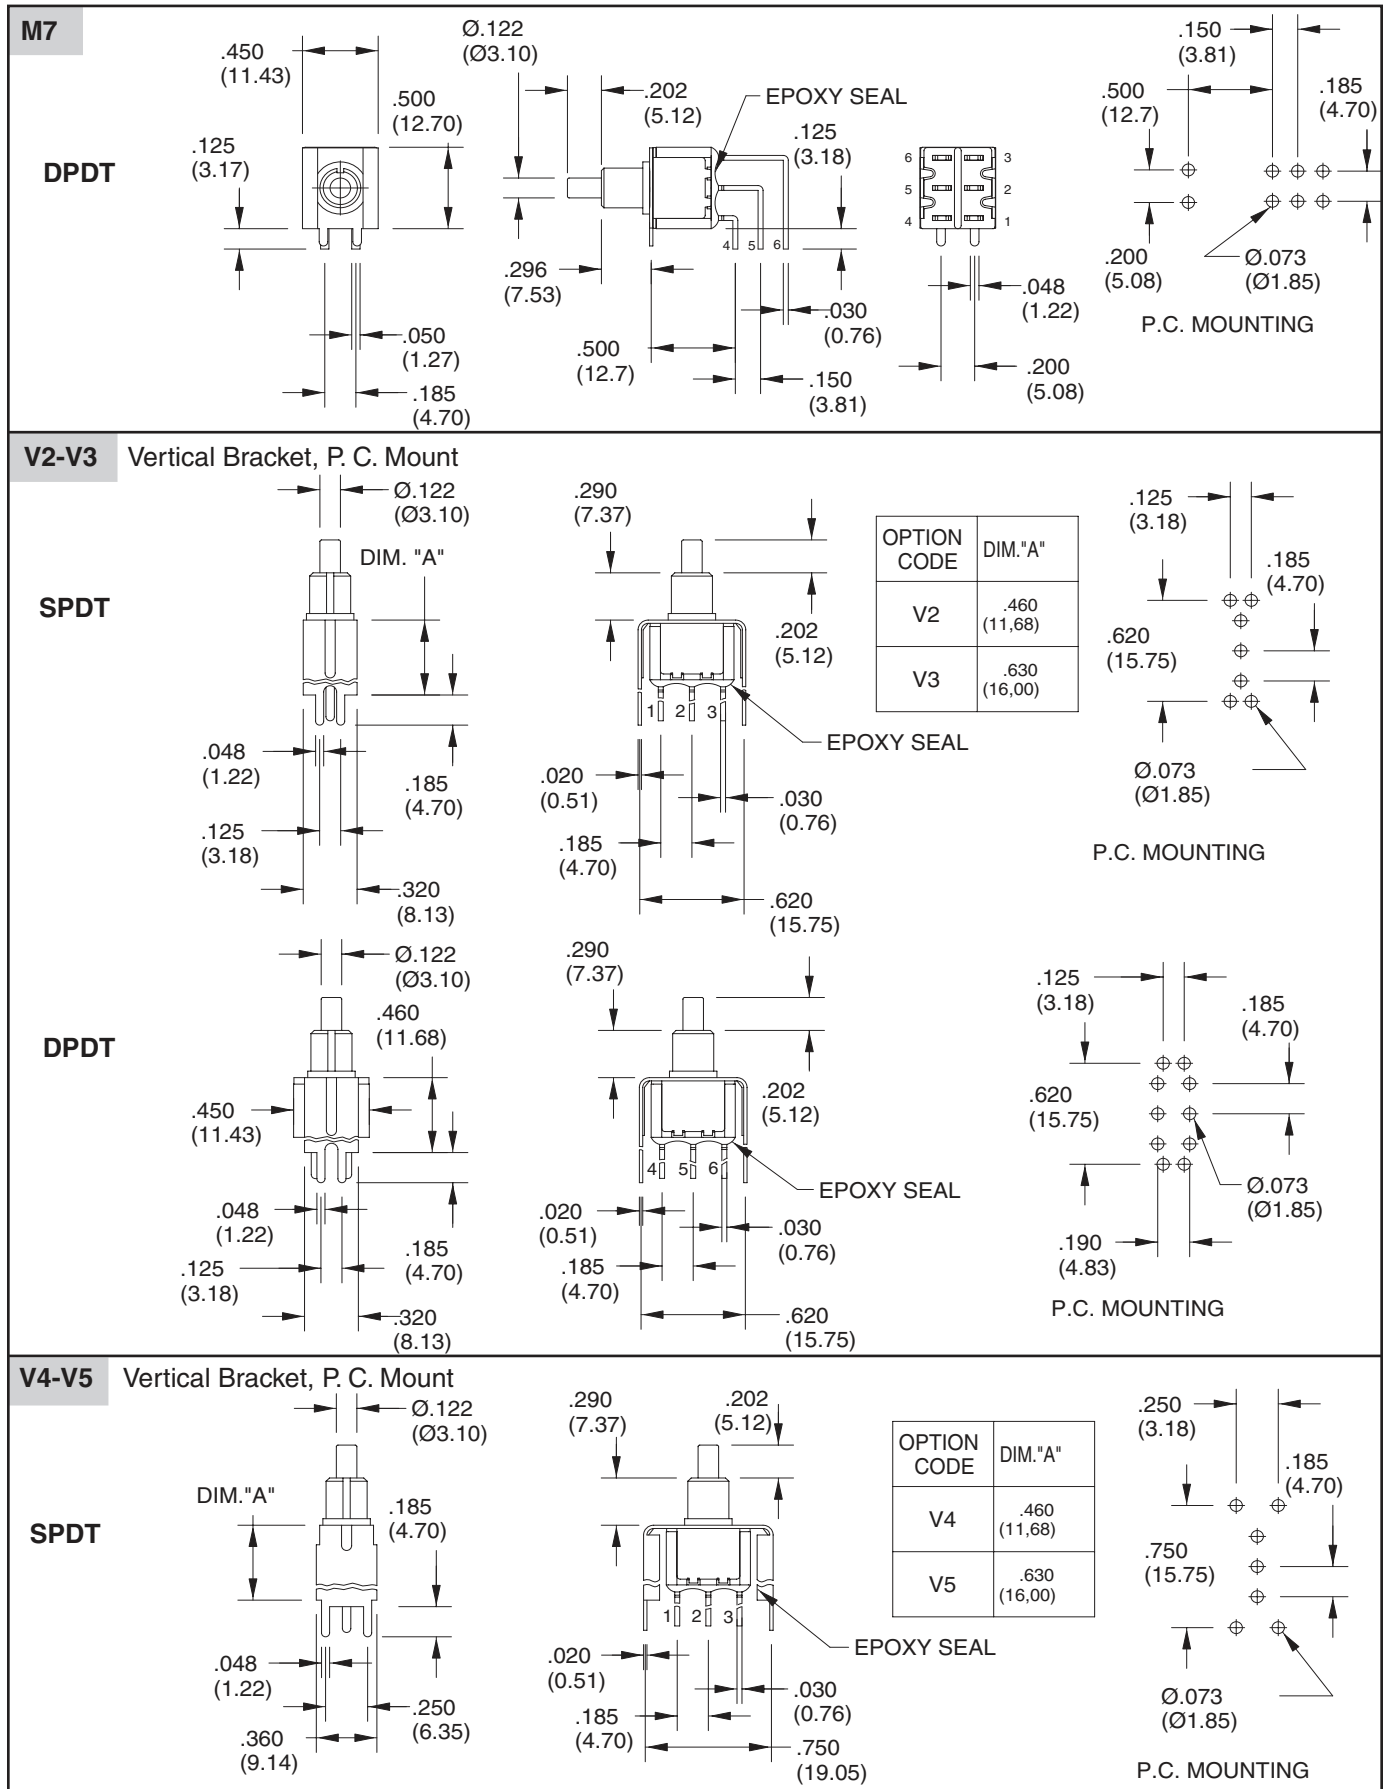 M7
DPDT
.450
(11.43)
.500
(12.70)
.125
(3.17)
.050
(1.27)
.185
(4.70)
Ø.122
(Ø3.10)
.202
(5.12)
EPOXY SEAL
.125
(3.18)
4 5 6
.296
(7.53)
.030
(0.76)
.500
(12.7)
.150
(3.81)
6 3
5 2
4 1
.048
(1.22)
.200
(5.08)
.150
(3.81)
.500
(12.7)
.185
(4.70)
.200
(5.08)
Ø.073
(Ø1.85)
P.C. MOUNTING
V2-V3 Vertical Bracket, P. C. Mount
SPDT
Ø.122
(Ø3.10)
DIM. "A"
.048
(1.22)
.185
(4.70)
.125
(3.18)
.320
(8.13)
.290
(7.37)
.202
(5.12)
1 2 3
EPOXY SEAL
.020
(0.51)
.030
(0.76)
.185
(4.70)
.620
(15.75)
OPTION CODE DIM."A"
V2 .460 (11,68)
V3 .630 (16,00)
.125
(3.18)
.185
(4.70)
.620
(15.75)
Ø.073
(Ø1.85)
P.C. MOUNTING
DPDT
Ø.122
(Ø3.10)
.460
(11.68)
.450
(11.43)
.048
(1.22)
.185
(4.70)
.125
(3.18)
.320
(8.13)
.290
(7.37)
.202
(5.12)
4 5 6
EPOXY SEAL
.020
(0.51)
.030
(0.76)
.185
(4.70)
.620
(15.75)
.125
(3.18)
.185
(4.70)
.620
(15.75)
Ø.073
(Ø1.85)
.190
(4.83)
P.C. MOUNTING
V4-V5 Vertical Bracket, P. C. Mount
SPDT
Ø.122
(Ø3.10)
DIM."A"
.185
(4.70)
.048
(1.22)
.250
(6.35)
.360
(9.14)
.290
(7.37)
.202
(5.12)
1 2 3
EPOXY SEAL
.020
(0.51)
.030
(0.76)
.185
(4.70)
.750
(19.05)
OPTION CODE DIM."A"
V4 .460 (11,68)
V5 .630 (16,00)
.250
(3.18)
.185
(4.70)
.750
(15.75)
Ø.073
(Ø1.85)
P.C. MOUNTING